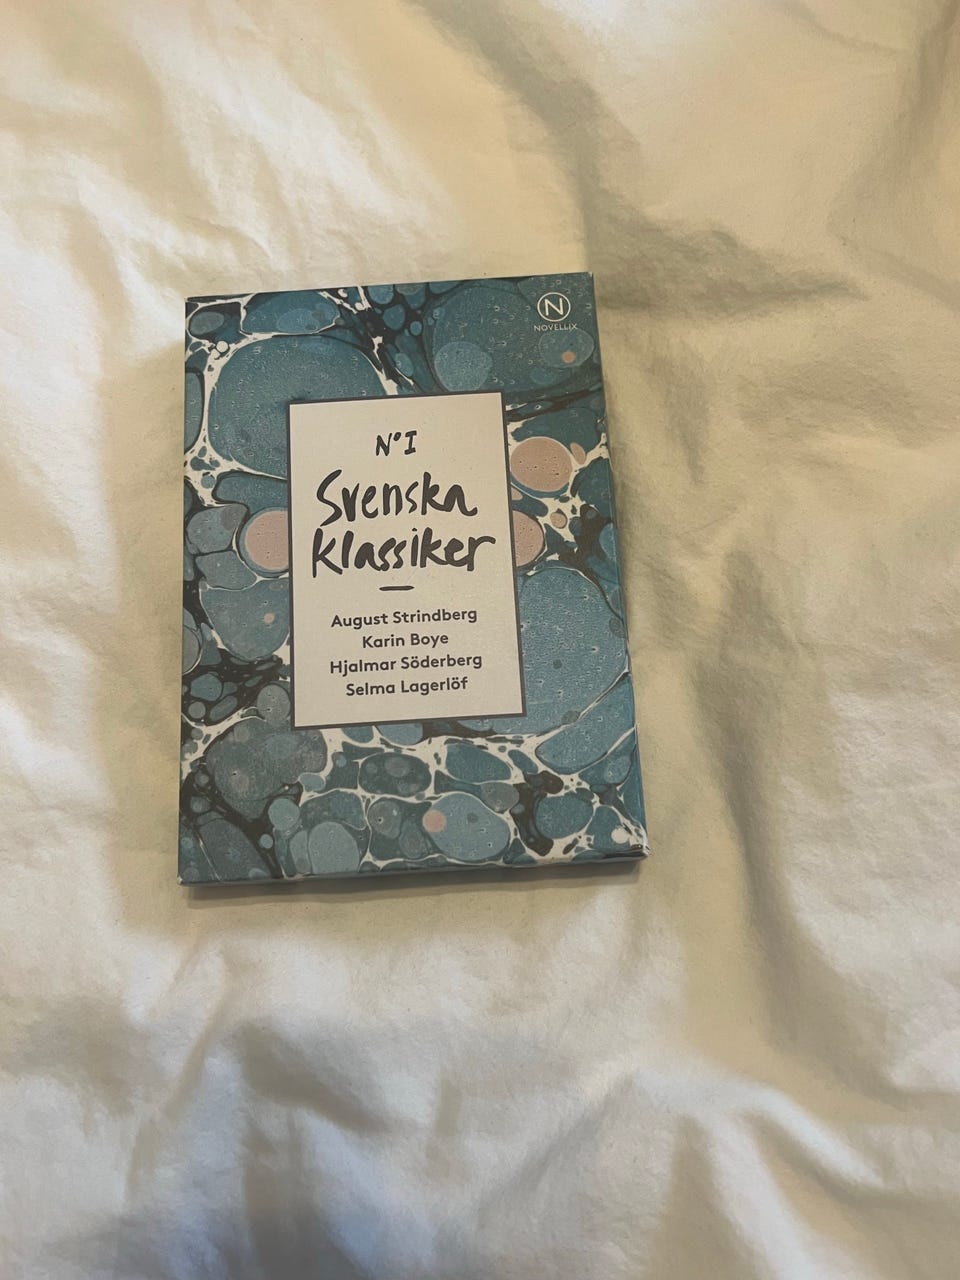 N
NOVELLIX
N°I
Svenska
klassiker
August Strindberg
Karin Boye
Hjalmar Söderberg
Selma Lagerlöf